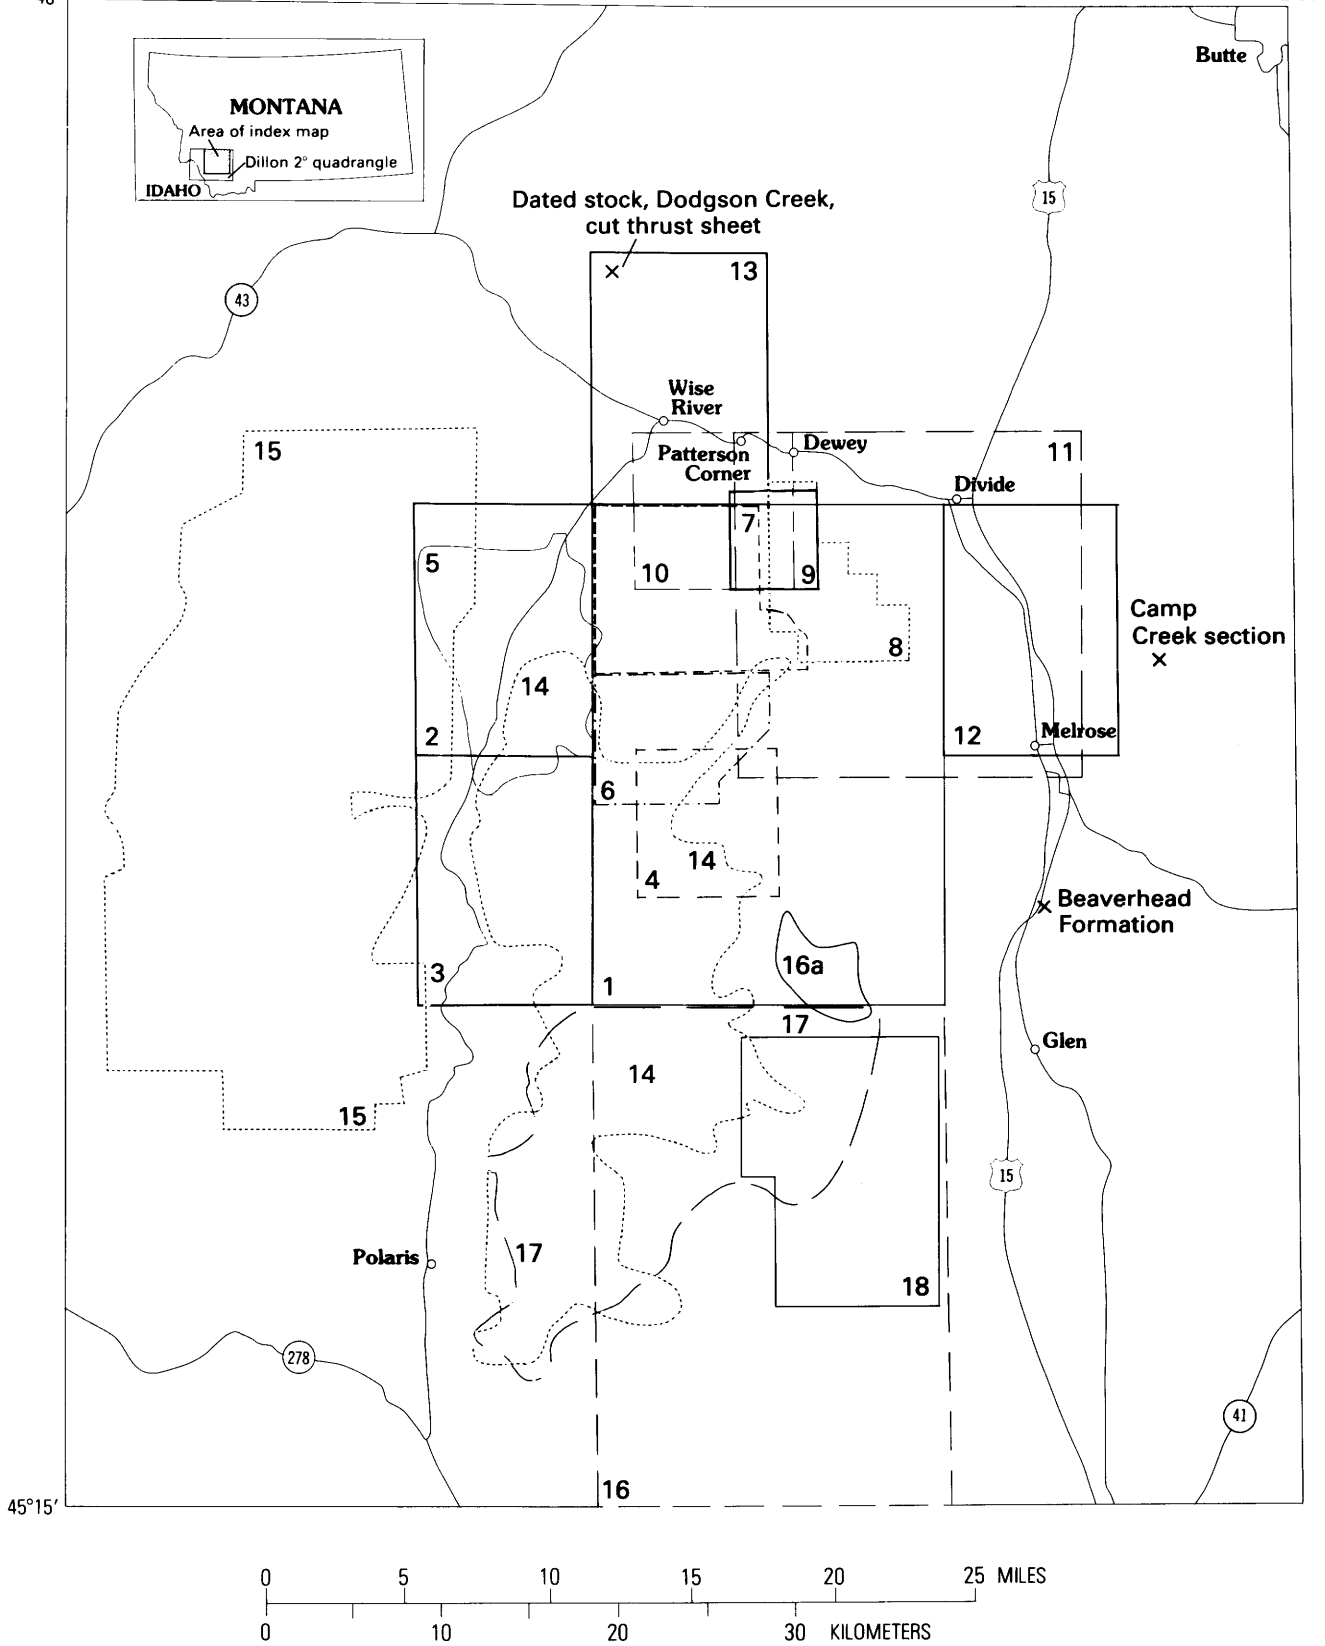 Butte
MONTANA
Area of index map
Dillon 2° quadrangle
IDAHO
15
Dated stock, Dodgson Creek,
cut thrust sheet
13
43
Wise
River
15
Patterson
Corner
Dewey
11
Divide
5
7
10
9
Camp
Creek section
8
14
2
12
Melrose
6
14
4
Beaverhead
Formation
16a
3
1
17
Glen
14
15
15
17
Polaris
18
278
41
16
45°15′
0 5 10 15 20 25 MILES
0 10 20 30 KILOMETERS